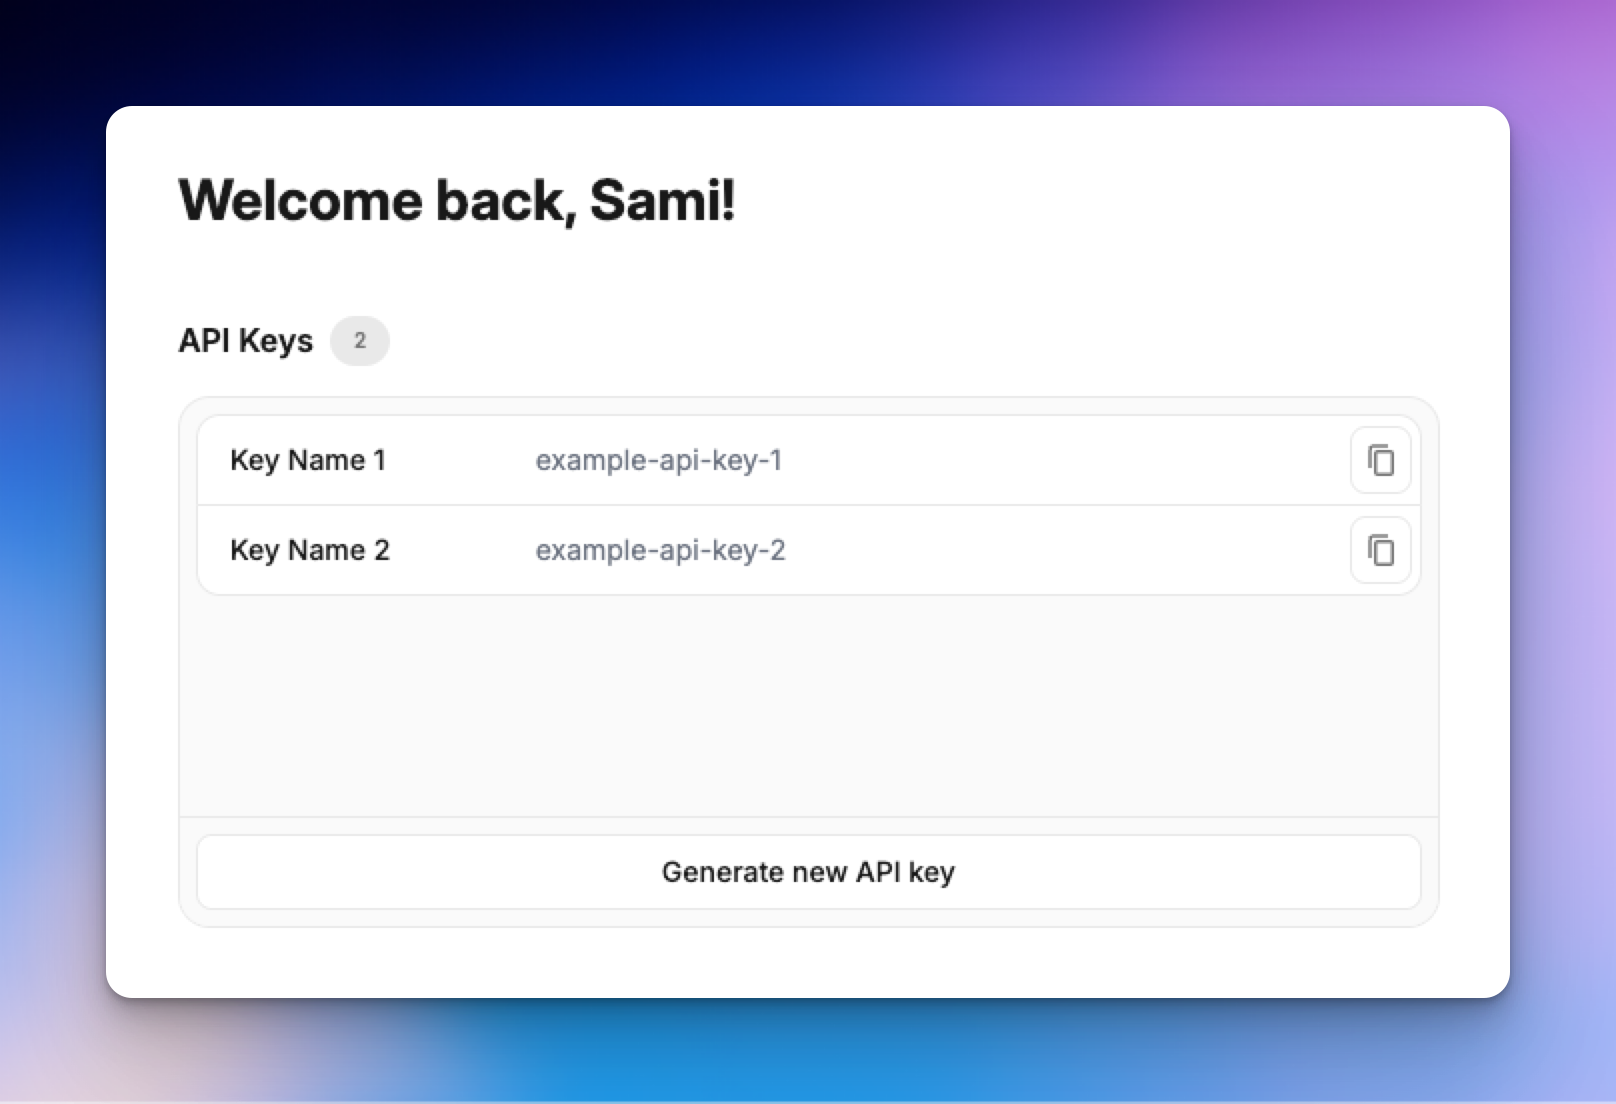 Welcome back, Sami!
API Keys 2
Key Name 1 example-api-key-1
Key Name 2 example-api-key-2
Generate new API key